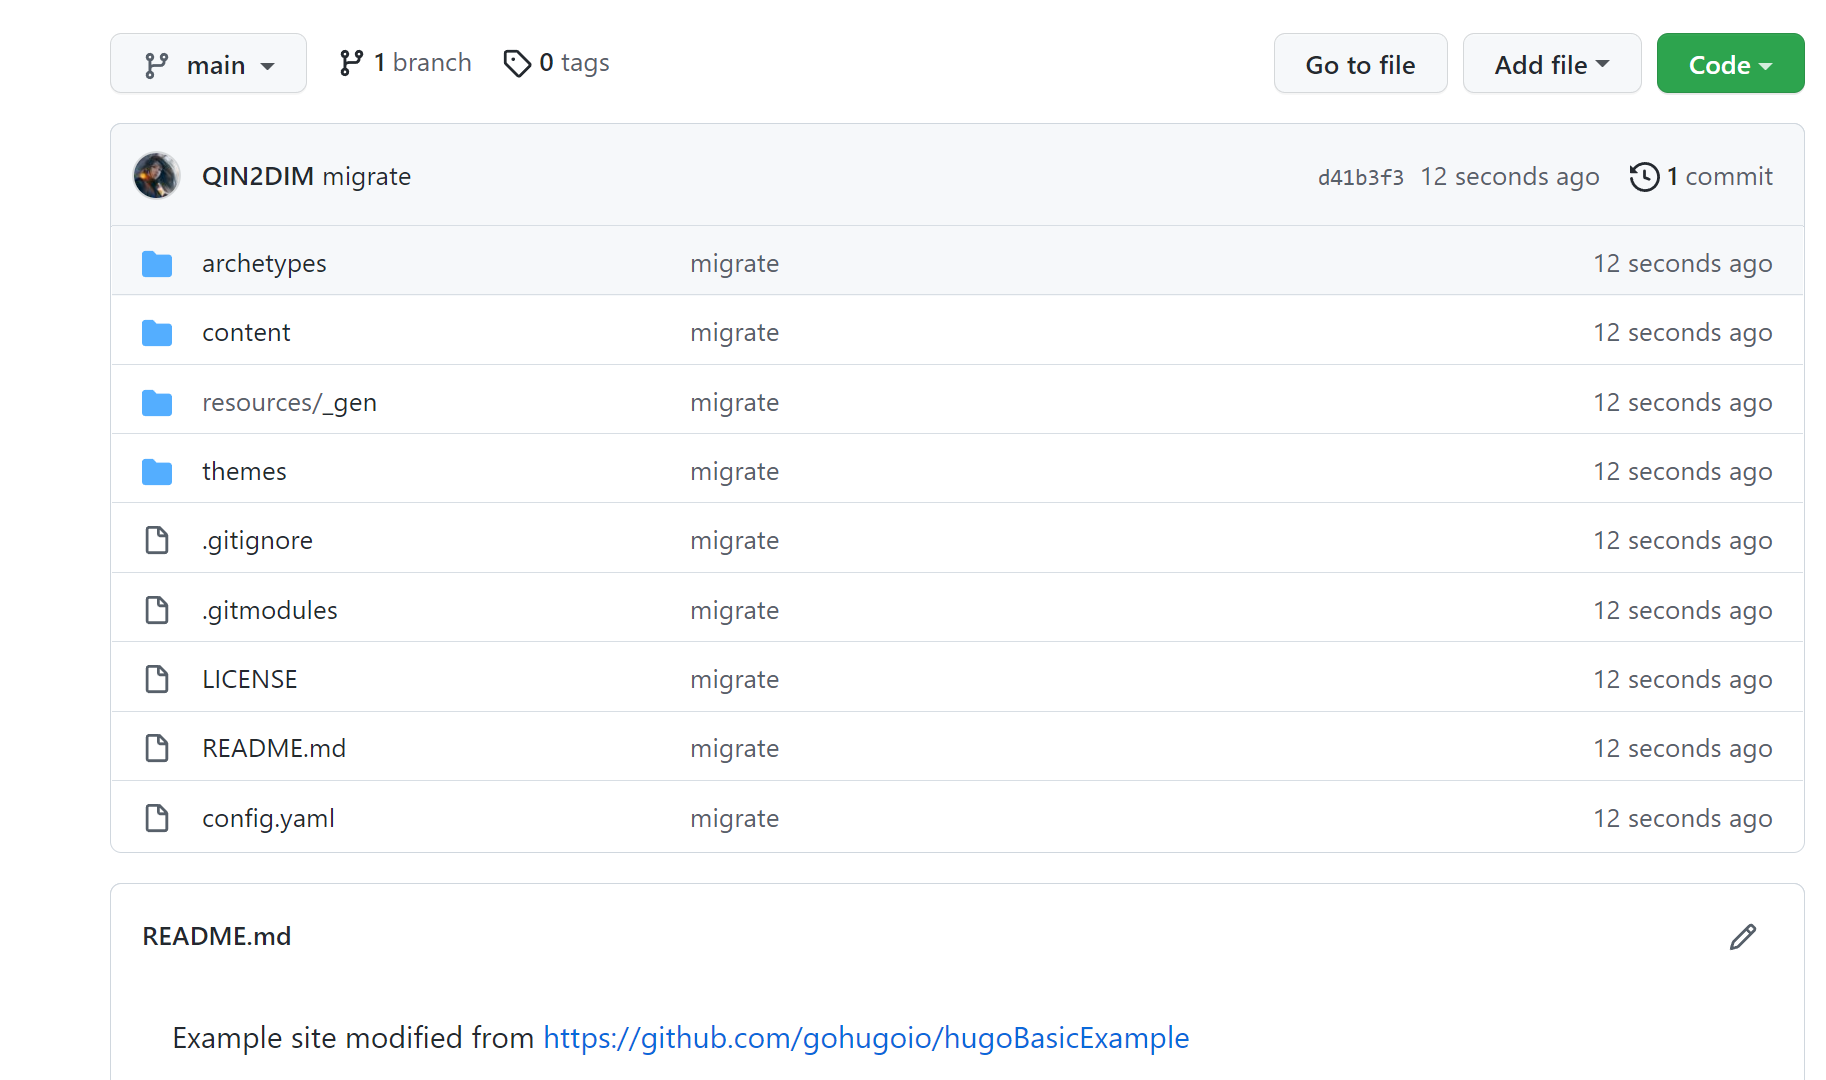 main 1 branch 0 tags Go to file Add file Code
QIN2DIM migrate d41b3f3 12 seconds ago 1 commit
archetypes migrate 12 seconds ago
content migrate 12 seconds ago
resources/_gen migrate 12 seconds ago
themes migrate 12 seconds ago
.gitignore migrate 12 seconds ago
.gitmodules migrate 12 seconds ago
LICENSE migrate 12 seconds ago
README.md migrate 12 seconds ago
config.yaml migrate 12 seconds ago
README.md
Example site modified from https://github.com/gohugoio/hugoBasicExample